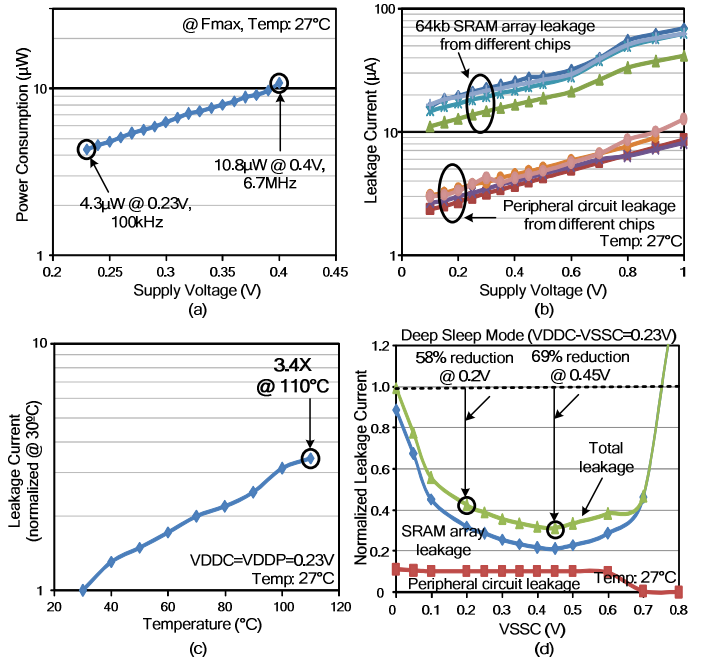 @ Fmax, Temp: 27°C
Power Consumption (µW)
100
10
1
10.8µW @ 0.4V,
6.7MHz
4.3µW @ 0.23V,
100kHz
0.2 0.25 0.3 0.35 0.4 0.45
Supply Voltage (V)
(a)
64kb SRAM array leakage
from different chips
Leakage Current (µA)
100
10
1
Peripheral circuit leakage
from different chips
Temp: 27°C
0 0.2 0.4 0.6 0.8 1
Supply Voltage (V)
(b)
Leakage Current
(normalized @ 30ºC)
10
1
3.4X
@ 110°C
VDDC=VDDP=0.23V
Temp: 27°C
20 40 60 80 100 120
Temperature (°C)
(c)
Deep Sleep Mode (VDDC-VSSC=0.23V)
Normalized Leakage Current
1.2
1.0
0.8
0.6
0.4
0.2
0
58% reduction
@ 0.2V
69% reduction
@ 0.45V
Total
leakage
SRAM array
leakage
Temp: 27°C
Peripheral circuit leakage
0 0.1 0.2 0.3 0.4 0.5 0.6 0.7 0.8
VSSC (V)
(d)